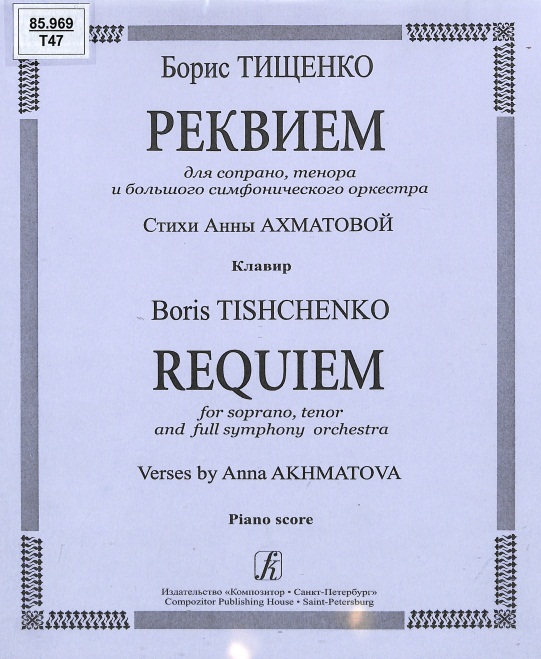 85.969
Т47
Борис ТИЩЕНКО
РЕКВИЕМ
для сопрано, тенора
и большого симфонического оркестра
Стихи Анны АХМАТОВОЙ
Клавир
Boris TISHCHENKO
REQUIEM
for soprano, tenor
and full symphony orchestra
Verses by Anna AKHMATOVA
Piano score
Издательство «Композитор • Санкт-Петербург»
Compozitor Publishing House • Saint-Petersburg